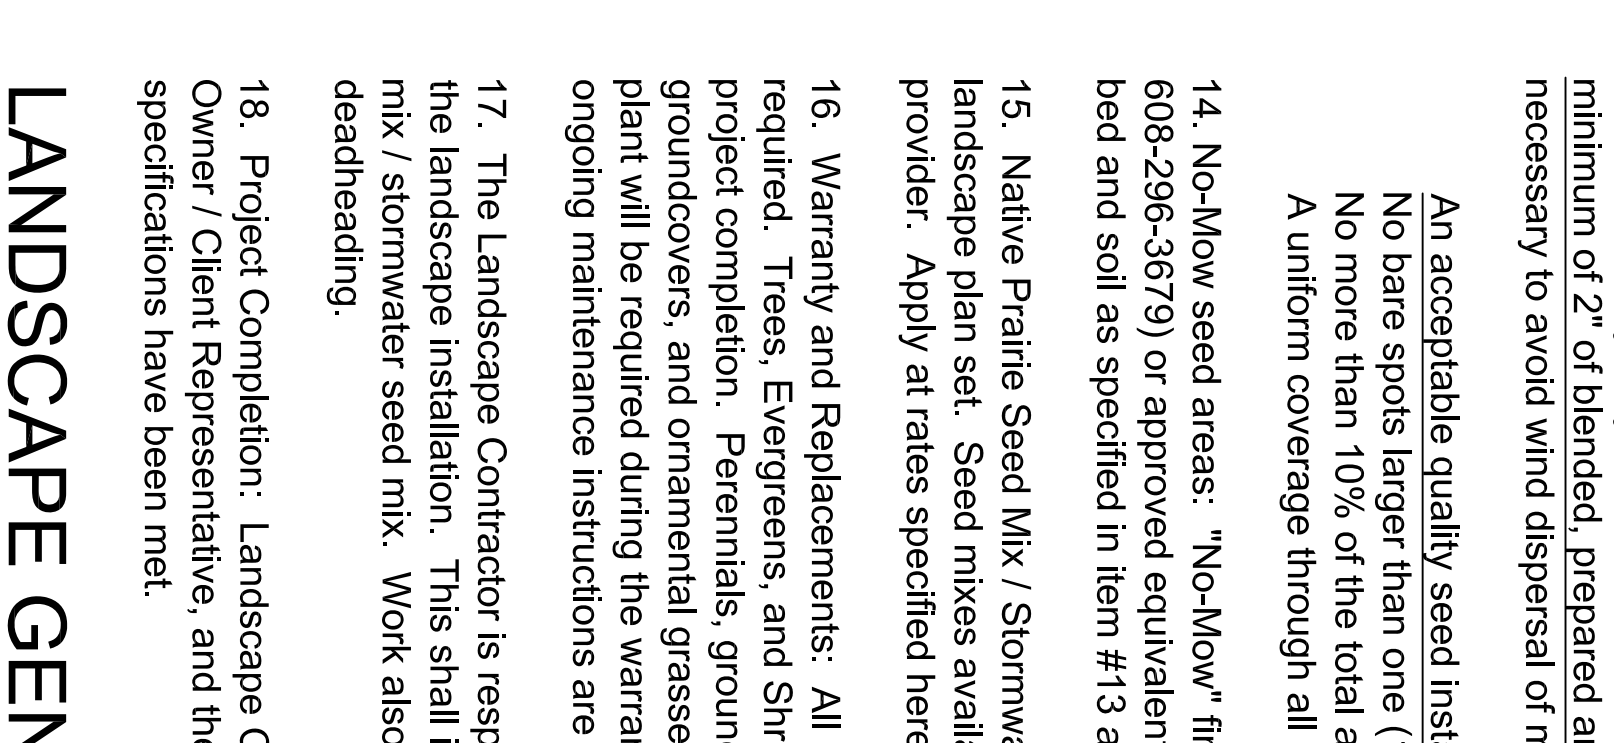 minimum of 2" of blended, prepared a
necessary to avoid wind dispersal of m
An acceptable quality seed inst
No bare spots larger than one (
No more than 10% of the total a
A uniform coverage through all
14. No-Mow seed areas: "No-Mow" fi
608-296-3679) or approved equivalen
bed and soil as specified in item #13 a
15. Native Prairie Seed Mix / Stormwa
landscape plan set. Seed mixes availa
provider. Apply at rates specified here
16. Warranty and Replacements: All
required. Trees, Evergreens, and Shr
project completion. Perennials, groun
groundcovers, and ornamental grasse
plant will be required during the warra
ongoing maintenance instructions are
17. The Landscape Contractor is resp
the landscape installation. This shall i
mix / stormwater seed mix. Work also
deadheading.
18. Project Completion: Landscape C
Owner / Client Representative, and the
specifications have been met.
LANDSCAPE GEN